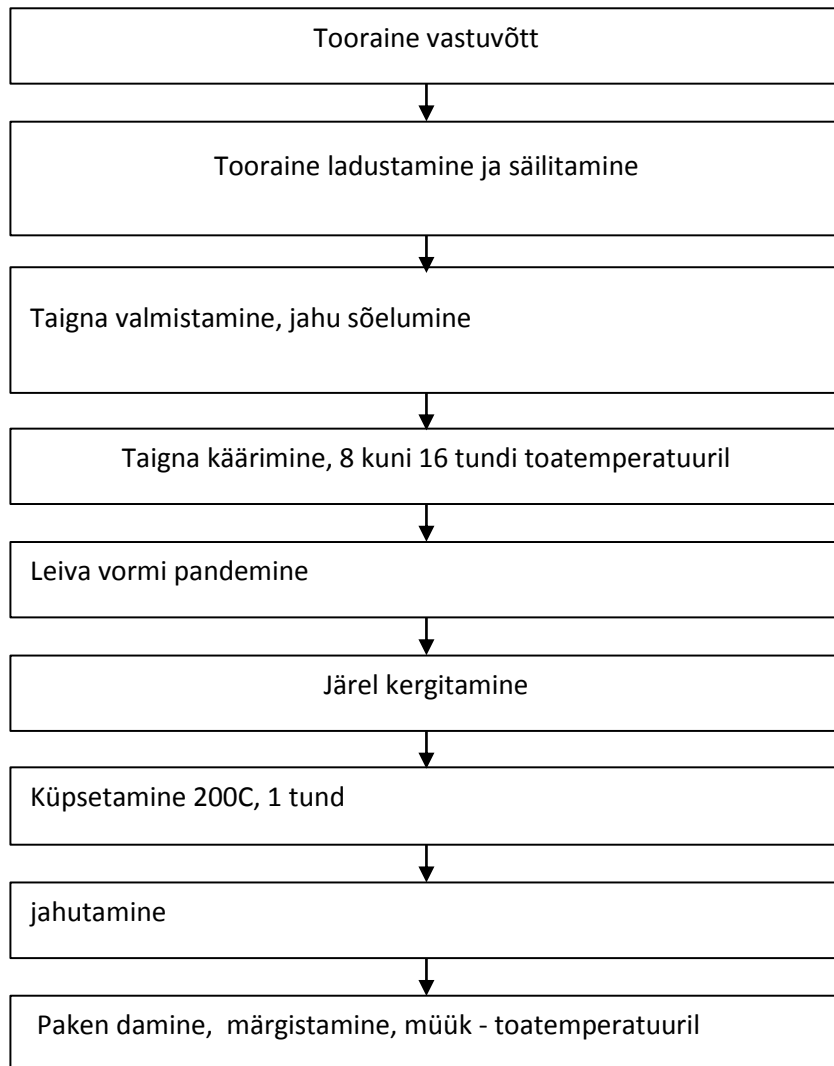 Tooraine vastuvõtt
Tooraine ladustamine ja säilitamine
Taigna valmistamine, jahu sõelumine
Taigna käärimine, 8 kuni 16 tundi toatemperatuuril
Leiva vormi pandemine
Järel kergitamine
Küpsetamine 200C, 1 tund
jahutamine
Paken damine,  märgistamine, müük - toatemperatuuril